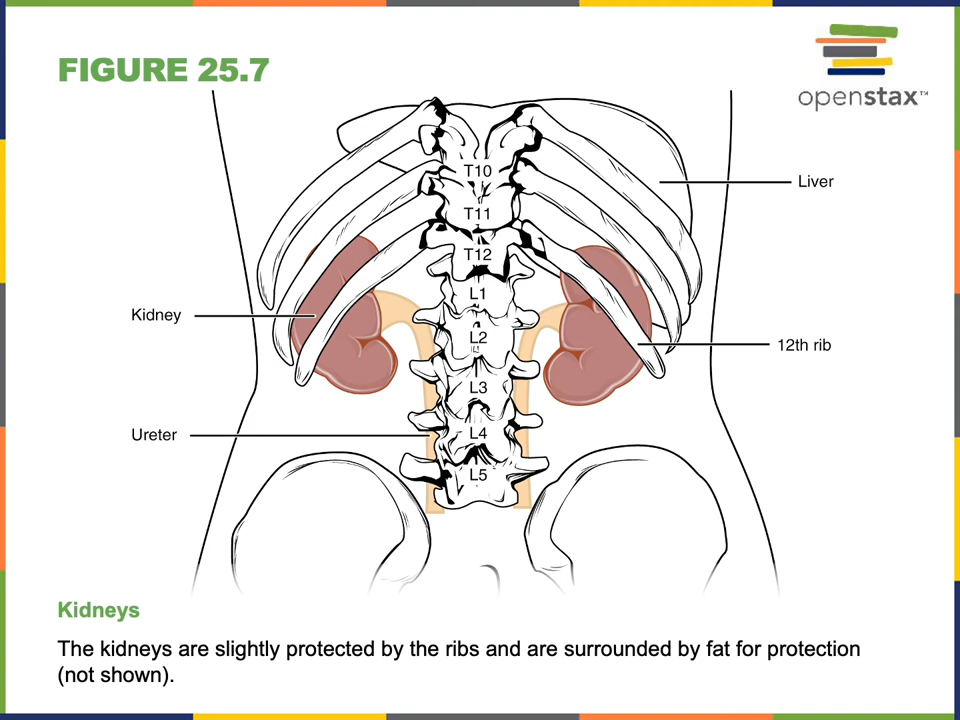 FIGURE 25.7
openstax™
T10
Liver
T11
T12
L1
Kidney
L2
12th rib
L3
Ureter
L4
L5
Kidneys
The kidneys are slightly protected by the ribs and are surrounded by fat for protection
(not shown).